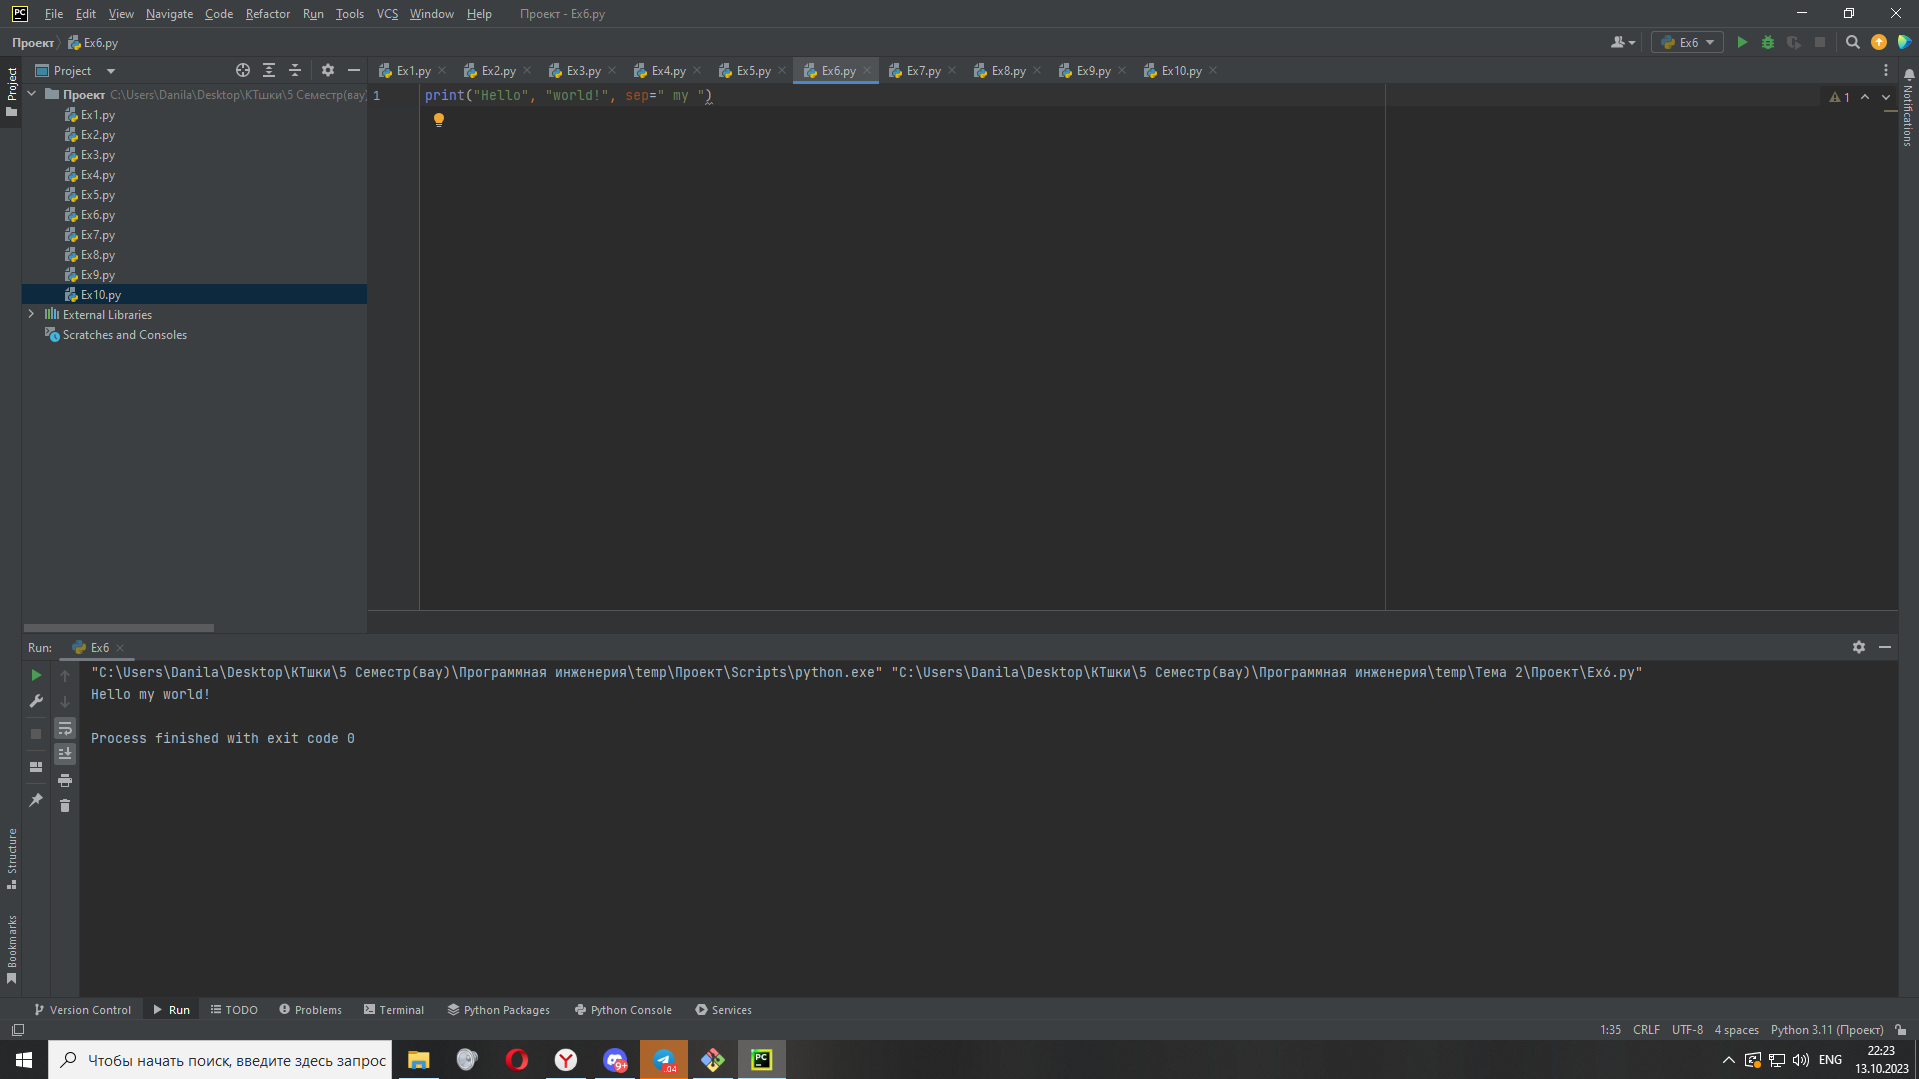 PC File Edit View Navigate Code Refactor Run Tools VCS Window Help Проект - Ex6.py
Проект Ex6.py Ex6
Project
Project Ex1.py Ex2.py Ex3.py Ex4.py Ex5.py Ex6.py Ex7.py Ex8.py Ex9.py Ex10.py
Проект C:\Users\Danila\Desktop\КТшки\5 Семестр(вау)
Ex1.py
Ex2.py
Ex3.py
Ex4.py
Ex5.py
Ex6.py
Ex7.py
Ex8.py
Ex9.py
Ex10.py
External Libraries
Scratches and Consoles
1 print("Hello", "world!", sep=" my ")
1
Notifications
Run: Ex6
"C:\Users\Danila\Desktop\КТшки\5 Семестр(вау)\Программная инженерия\temp\Проект\Scripts\python.exe" "C:\Users\Danila\Desktop\КТшки\5 Семестр(вау)\Программная инженерия\temp\Тема 2\Проект\Ex6.py"
Hello my world!
Process finished with exit code 0
Structure
Bookmarks
Version Control Run TODO Problems Terminal Python Packages Python Console Services
1:35 CRLF UTF-8 4 spaces Python 3.11 (Проект)
Чтобы начать поиск, введите здесь запрос 9+ ..04 PC ENG 22:23
13.10.2023